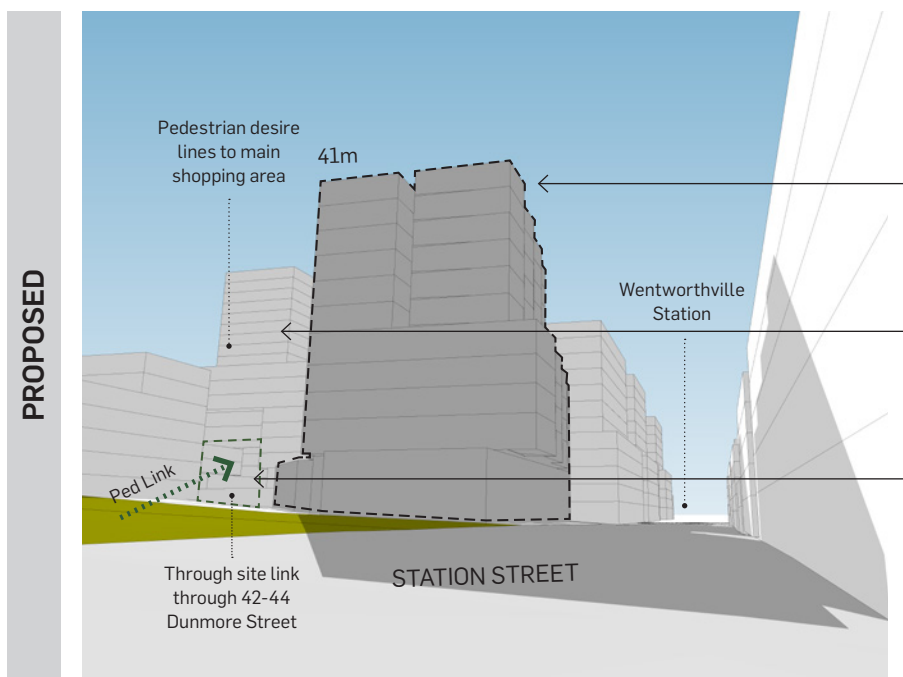 PROPOSED
Pedestrian desire
lines to main
shopping area
41m
Wentworthville
Station
Ped Link
Through site link
through 42-44
Dunmore Street
STATION STREET